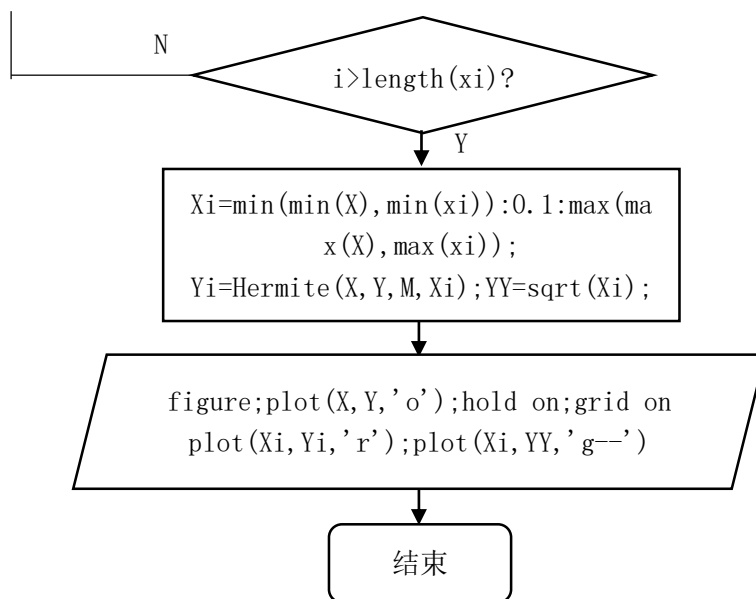 N
i>length(xi)?
Y
Xi=min(min(X),min(xi)):0.1:max(ma
x(X),max(xi));
Yi=Hermite(X,Y,M,Xi);YY=sqrt(Xi);
figure;plot(X,Y,’o’);hold on;grid on
plot(Xi,Yi,’r’);plot(Xi,YY,’g--’)
结束